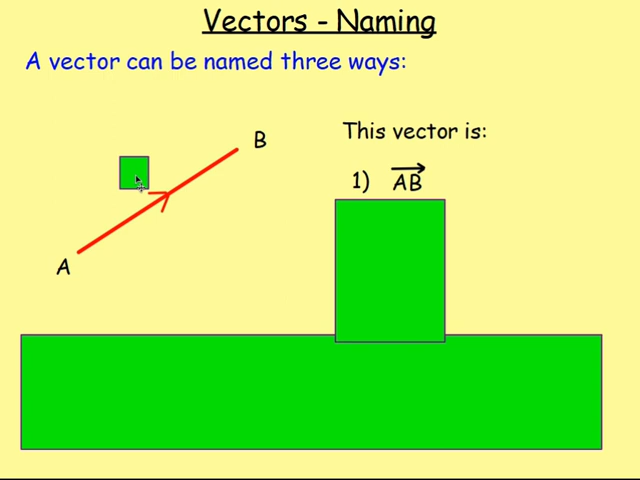 Vectors - Naming
A vector can be named three ways:
This vector is:
B
1) AB
A